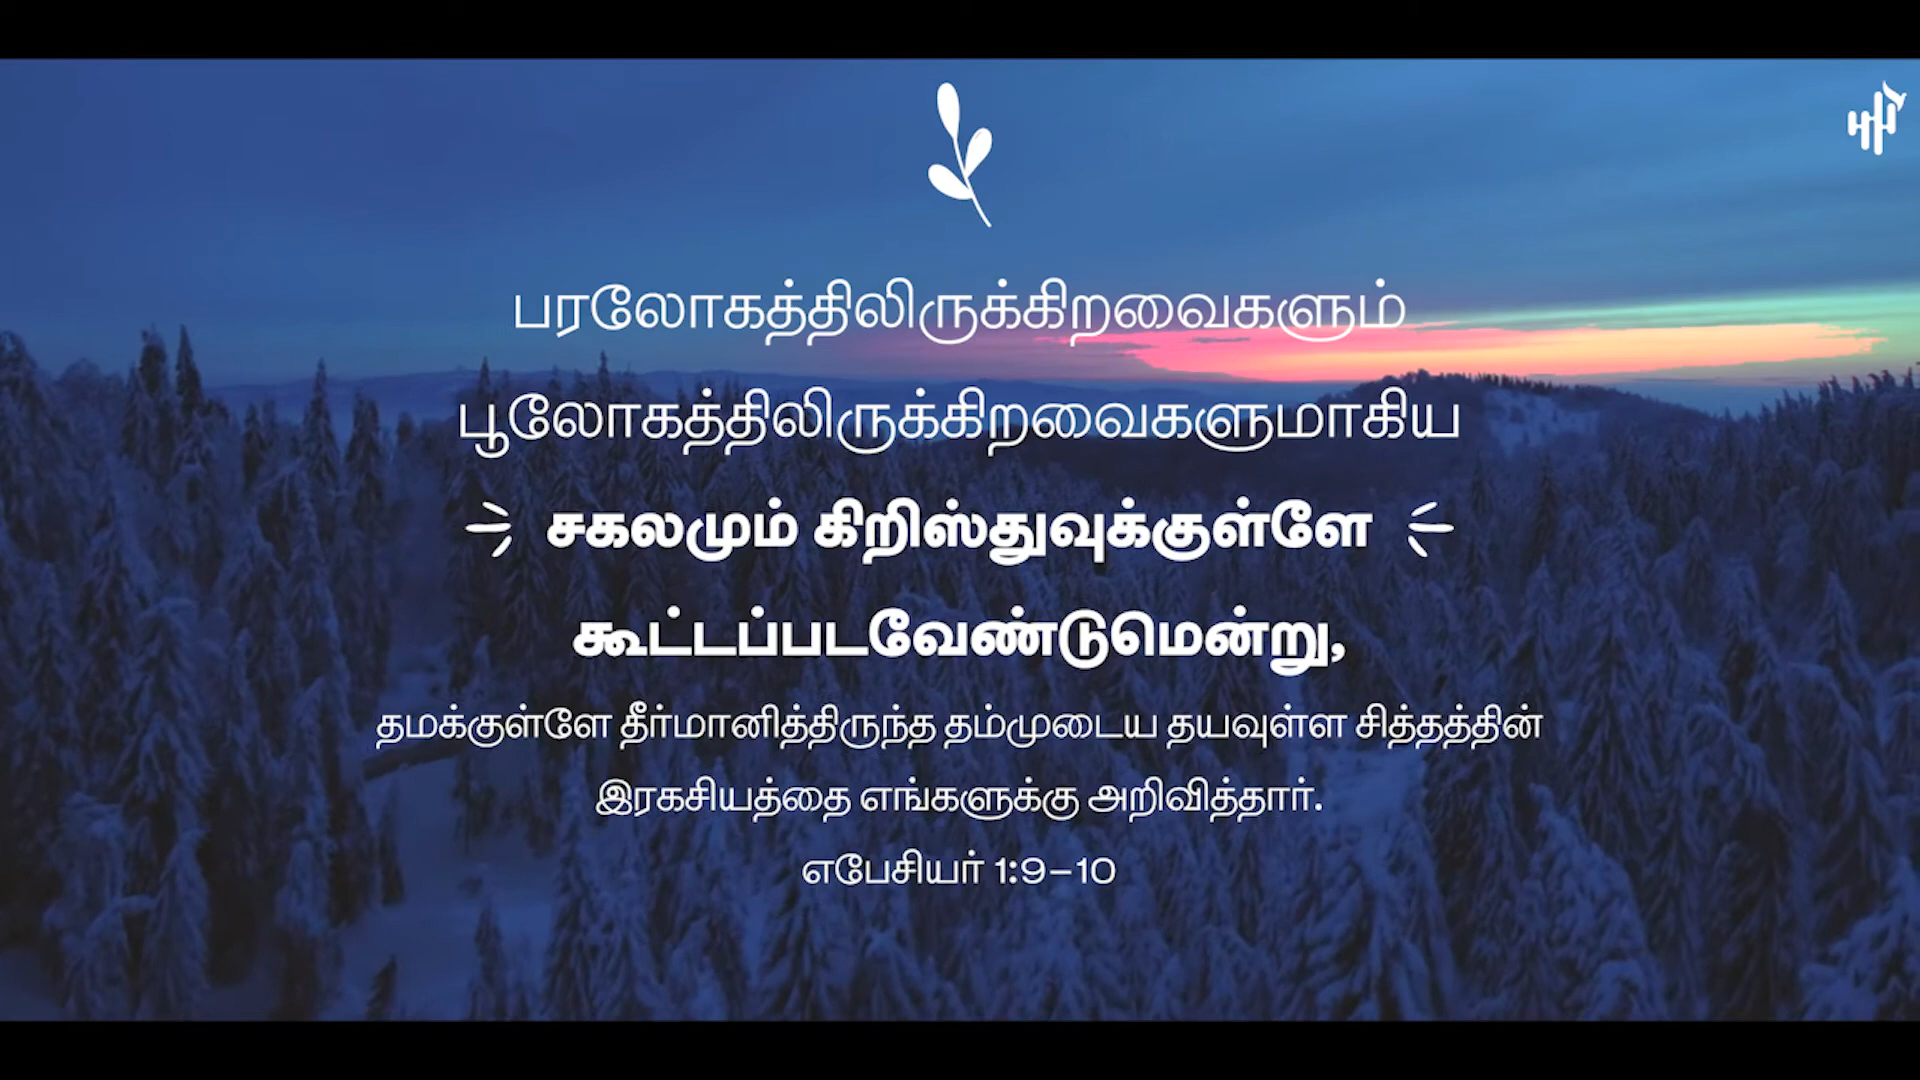 பரலோகத்திலிருக்கிறவைகளும்
பூலோகத்திலிருக்கிறவைகளுமாகிய
சகலமும் கிறிஸ்துவுக்குள்ளே
கூட்டப்படவேண்டுமென்று,
தமக்குள்ளே தீர்மானித்திருந்த தம்முடைய தயவுள்ள சித்தத்தின்
இரகசியத்தை எங்களுக்கு அறிவித்தார்.
எபேசியர் 1:9–10